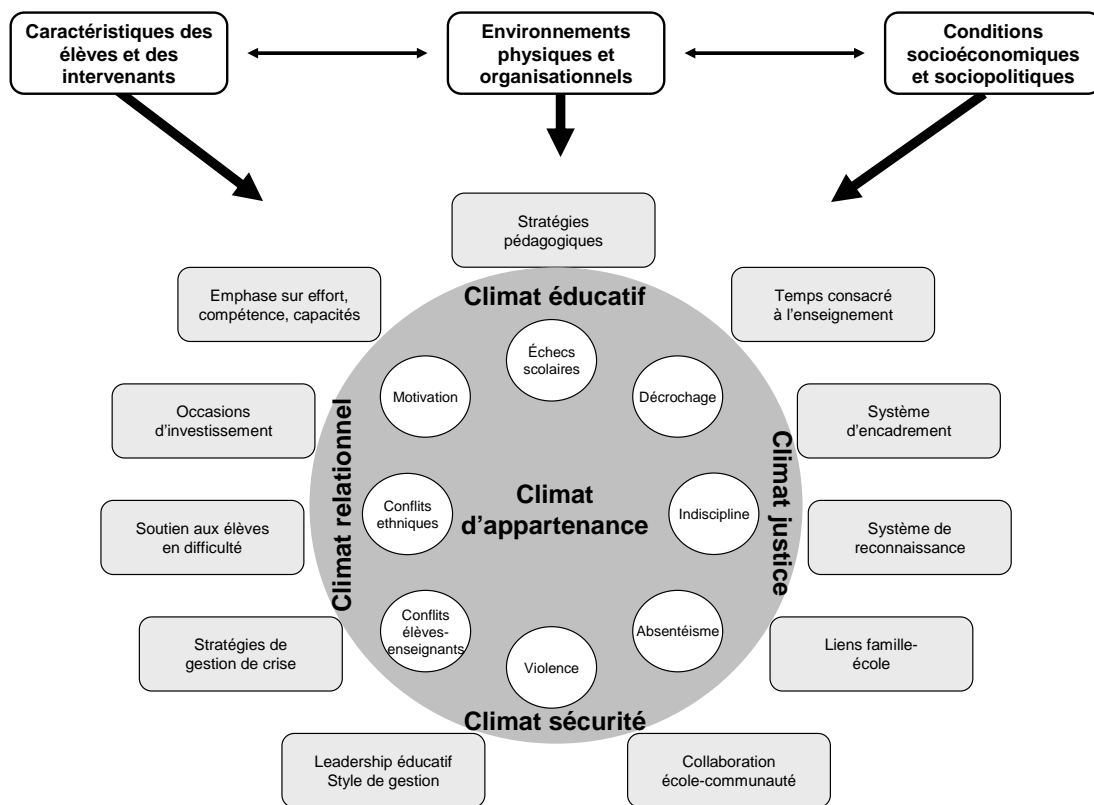 Caractéristiques des
élèves et des
intervenants
Environnements
physiques et
organisationnels
Conditions
socioéconomiques
et sociopolitiques
Stratégies
pédagogiques
Emphase sur effort,
compétence, capacités
Climat éducatif
Temps consacré
à l'enseignement
Échecs
scolaires
Motivation
Décrochage
Occasions
d'investissement
Système
d'encadrement
Climat relationnel
Conflits
ethniques
Climat
d'appartenance
Indiscipline
Climat justice
Soutien aux élèves
en difficulté
Système de
reconnaissance
Conflits
élèves-
enseignants
Violence
Absentéisme
Stratégies de
gestion de crise
Liens famille-
école
Climat sécurité
Leadership éducatif
Style de gestion
Collaboration
école-communauté